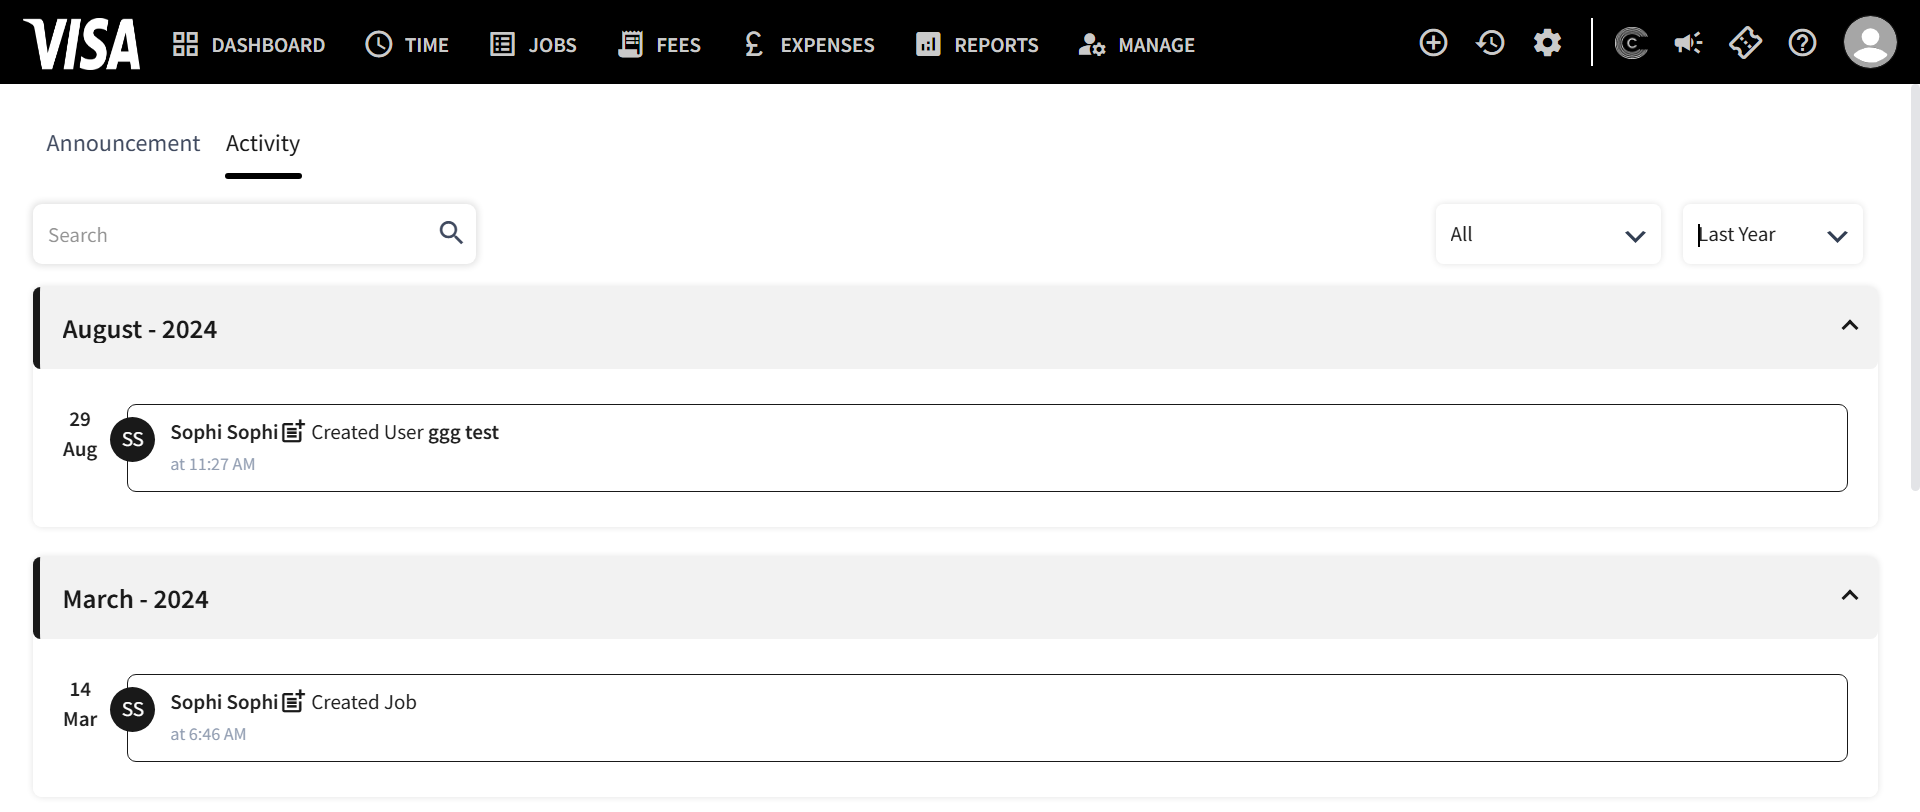 VISA DASHBOARD TIME JOBS FEES EXPENSES REPORTS MANAGE
Announcement Activity
Search All Last Year
August - 2024
29 Aug SS Sophi Sophi Created User ggg test
at 11:27 AM
March - 2024
14 Mar SS Sophi Sophi Created Job
at 6:46 AM